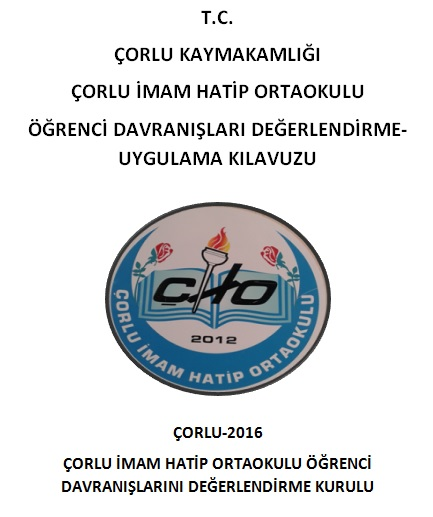 T.C.
ÇORLU KAYMAKAMLIĞI
ÇORLU İMAM HATİP ORTAOKULU
ÖĞRENCİ DAVRANIŞLARI DEĞERLENDİRME-
UYGULAMA KILAVUZU
ÇİHO
2012
ÇORLU İMAM HATİP ORTAOKULU
ÇORLU-2016
ÇORLU İMAM HATİP ORTAOKULU ÖĞRENCİ
DAVRANIŞLARINI DEĞERLENDİRME KURULU